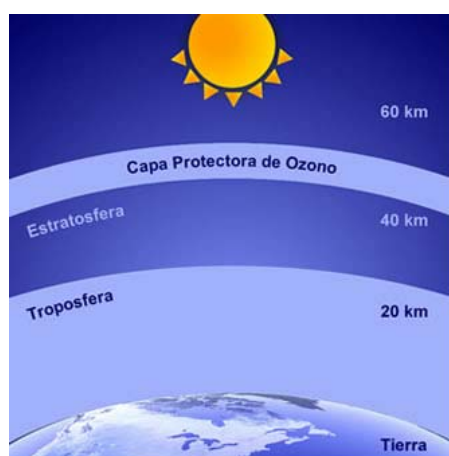 60 km
Capa Protectora de Ozono
Estratosfera
40 km
Troposfera
20 km
Tierra